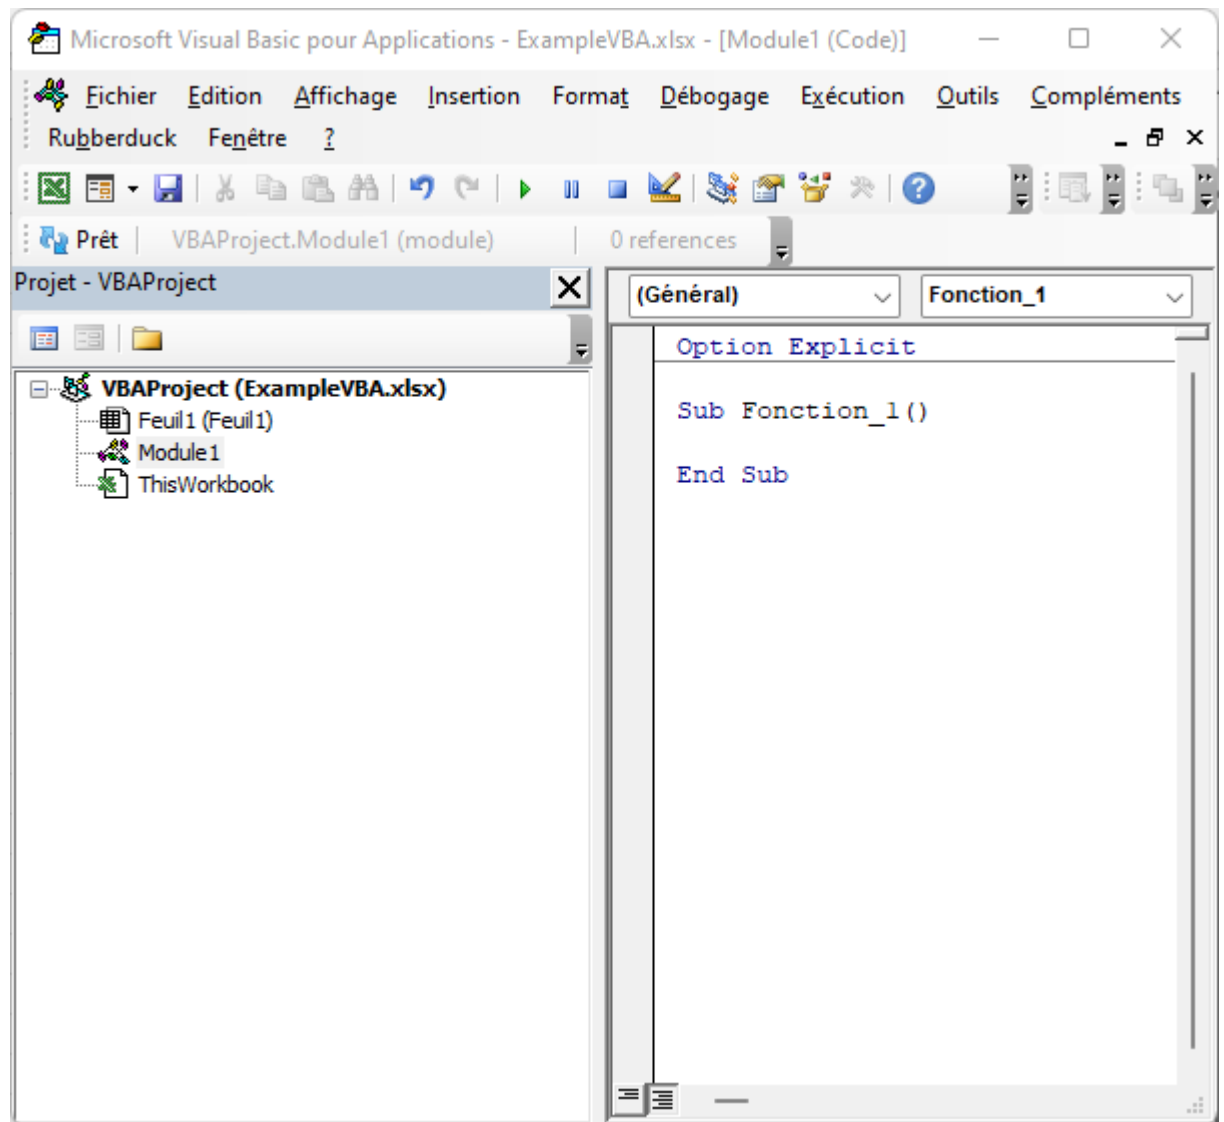 Microsoft Visual Basic pour Applications - ExampleVBA.xlsx - [Module1 (Code)]
Fichier Edition Affichage Insertion Format Débogage Exécution Outils Compléments
Rubberduck Fenêtre ?
Prêt VBAProject.Module1 (module) 0 references
Projet - VBAProject
(Général) Fonction_1
VBAProject (ExampleVBA.xlsx)
Feuil1 (Feuil1)
Module1
ThisWorkbook
Option Explicit
Sub Fonction_1()
End Sub